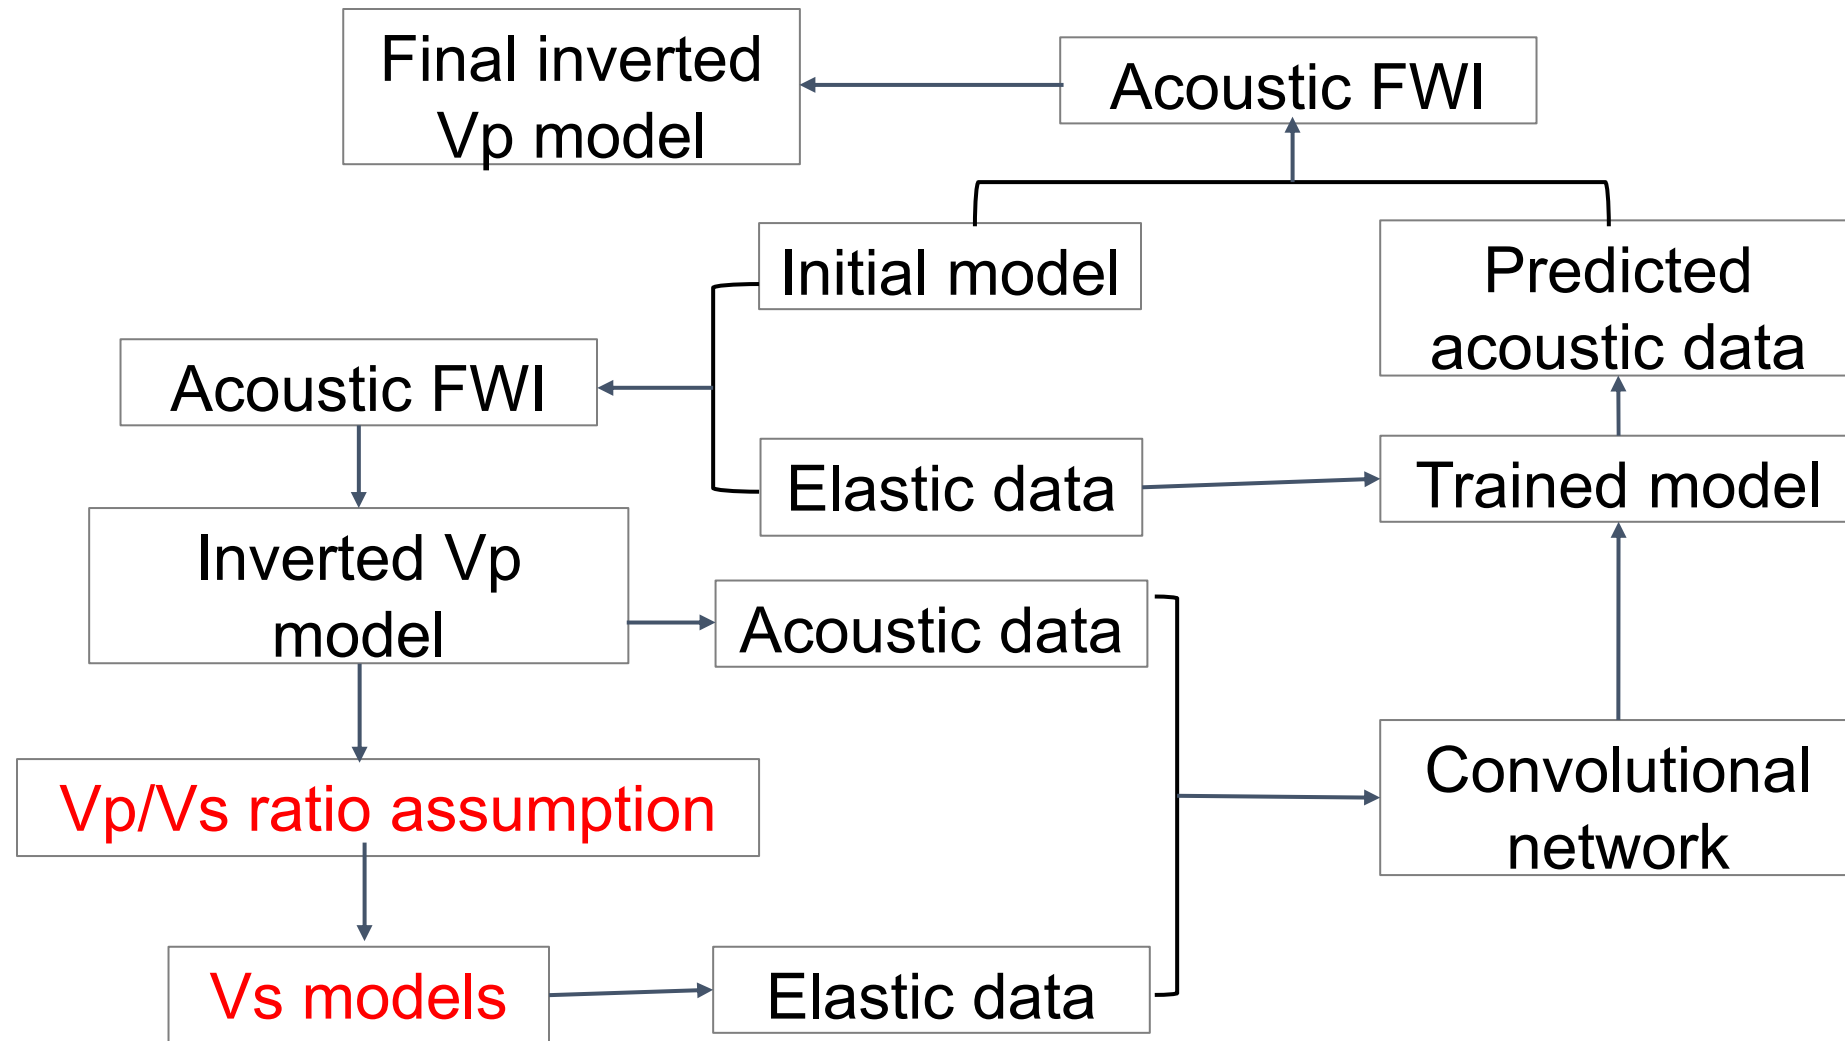 Final inverted
Vp model
Acoustic FWI
Initial model
Predicted
acoustic data
Acoustic FWI
Elastic data
Trained model
Inverted Vp
model
Acoustic data
Vp/Vs ratio assumption
Convolutional
network
Vs models
Elastic data